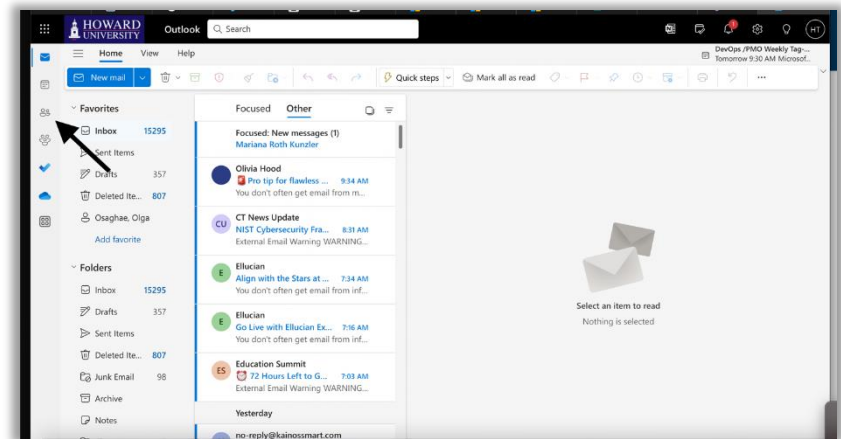 HOWARD
UNIVERSITY
Outlook
Search
HT
Home View Help
DevOps /PMO Weekly Tag-...
Tomorrow 9:30 AM Microsof...
New mail
Quick steps
Mark all as read
Favorites
Inbox 15295
Sent Items
Drafts 357
Deleted Ite... 807
Osaghae, Olga
Add favorite
Folders
Inbox 15295
Drafts 357
Sent Items
Deleted Ite... 807
Junk Email 98
Archive
Notes
Focused Other
Focused: New messages (1)
Mariana Roth Kunzler
Olivia Hood
Pro tip for flawless ... 9:34 AM
You don't often get email from m...
CU
CT News Update
NIST Cybersecurity Fra... 8:31 AM
External Email Warning WARNING...
E
Ellucian
Align with the Stars at ... 7:34 AM
You don't often get email from inf...
E
Ellucian
Go Live with Ellucian Ex... 7:16 AM
You don't often get email from inf...
ES
Education Summit
72 Hours Left to G... 7:03 AM
External Email Warning WARNING...
Yesterday
no-reply@kainossmart.com
Select an item to read
Nothing is selected